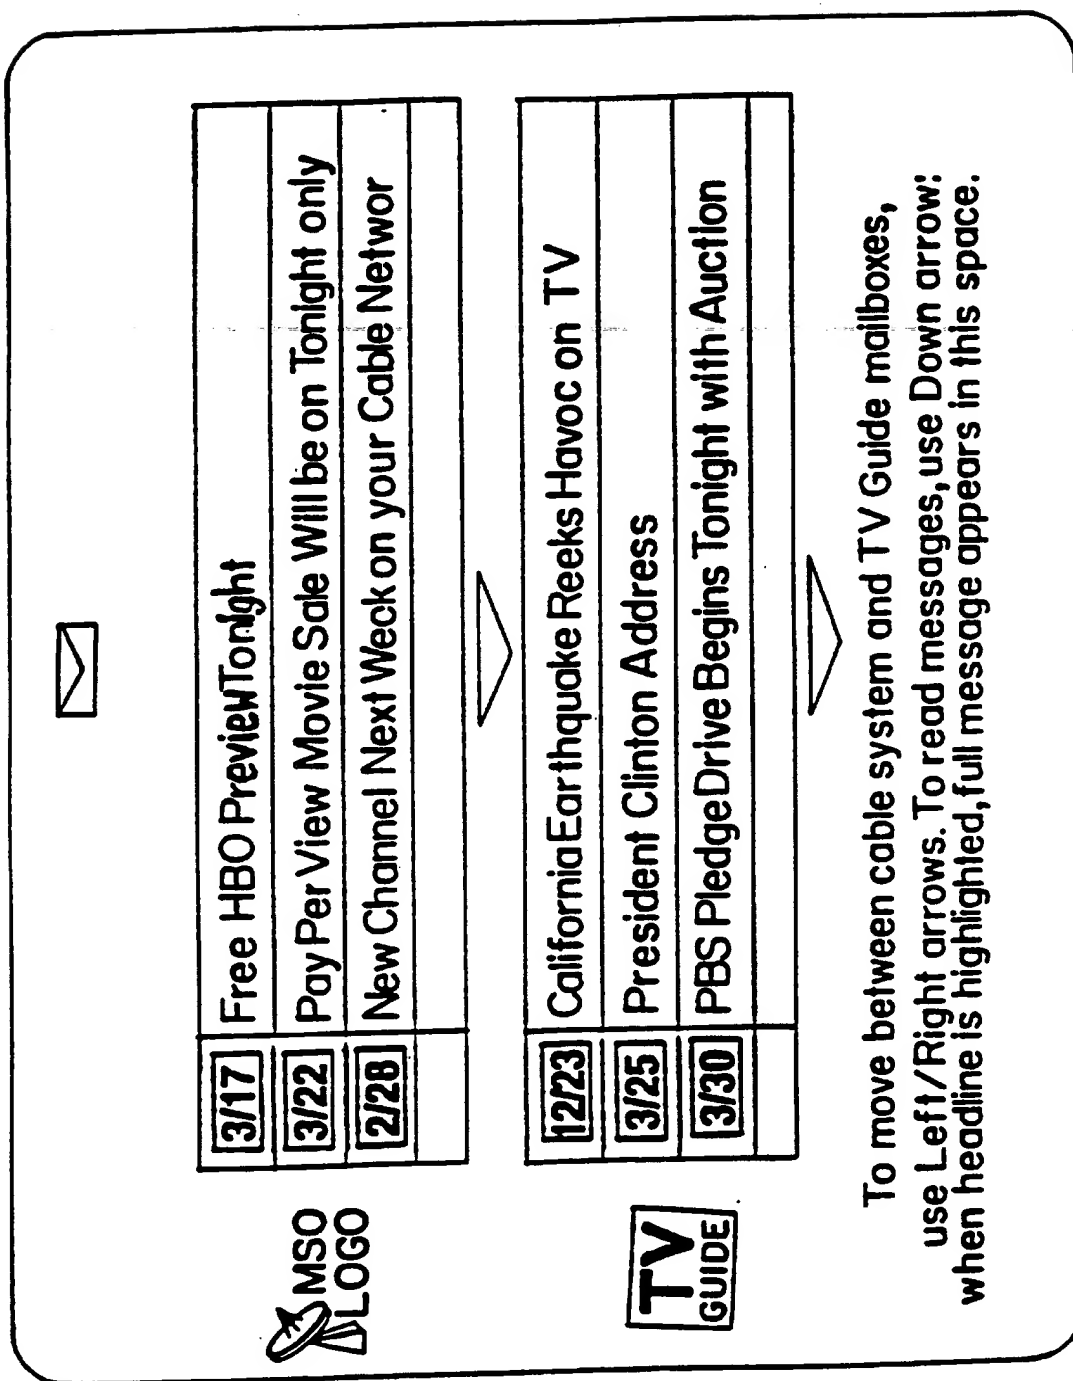 MSO
LOGO
3/17 Free HBO Preview Tonight
3/22 Pay Per View Movie Sale Will be on Tonight only
2/28 New Channel Next Weck on your Cable Networ
TV
GUIDE
12/23 California Earthquake Reeks Havoc on TV
3/25 President Clinton Address
3/30 PBS Pledge Drive Begins Tonight with Auction
To move between cable system and TV Guide mailboxes,
use Left/Right arrows. To read messages, use Down arrow:
when headline is highlighted, full message appears in this space.